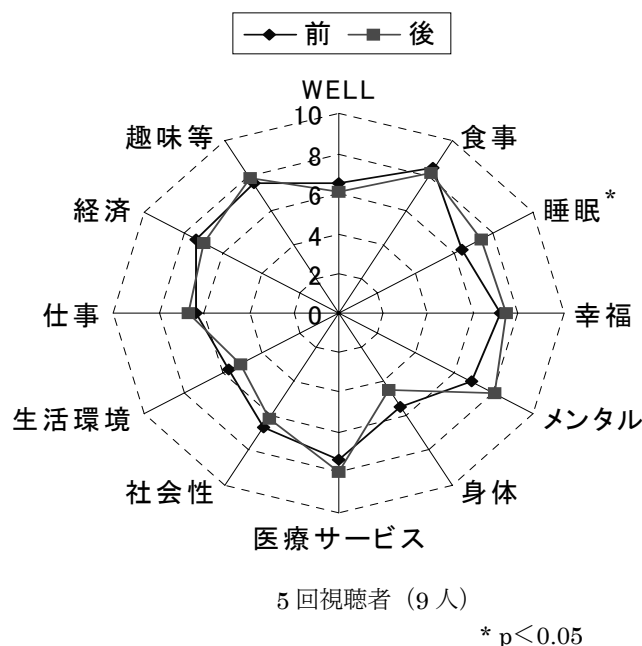 前 後
WELL
10
8
6
4
2
0
食事
睡眠*
幸福
メンタル
身体
医療サービス
社会性
生活環境
仕事
経済
趣味等
5 回視聴者（9 人）
* p＜0.05